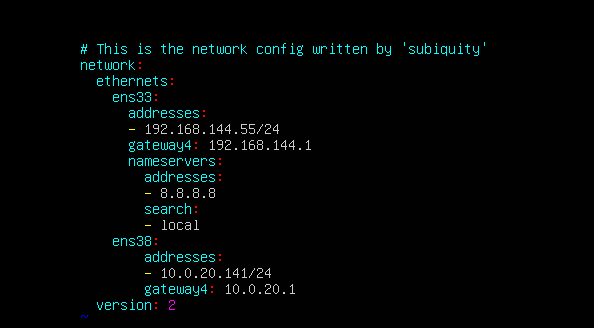 # This is the network config written by 'subiquity'
network:
  ethernets:
    ens33:
      addresses:
      - 192.168.144.55/24
      gateway4: 192.168.144.1
      nameservers:
        addresses:
        - 8.8.8.8
        search:
        - local
    ens38:
        addresses:
        - 10.0.20.141/24
        gateway4: 10.0.20.1
  version: 2
~